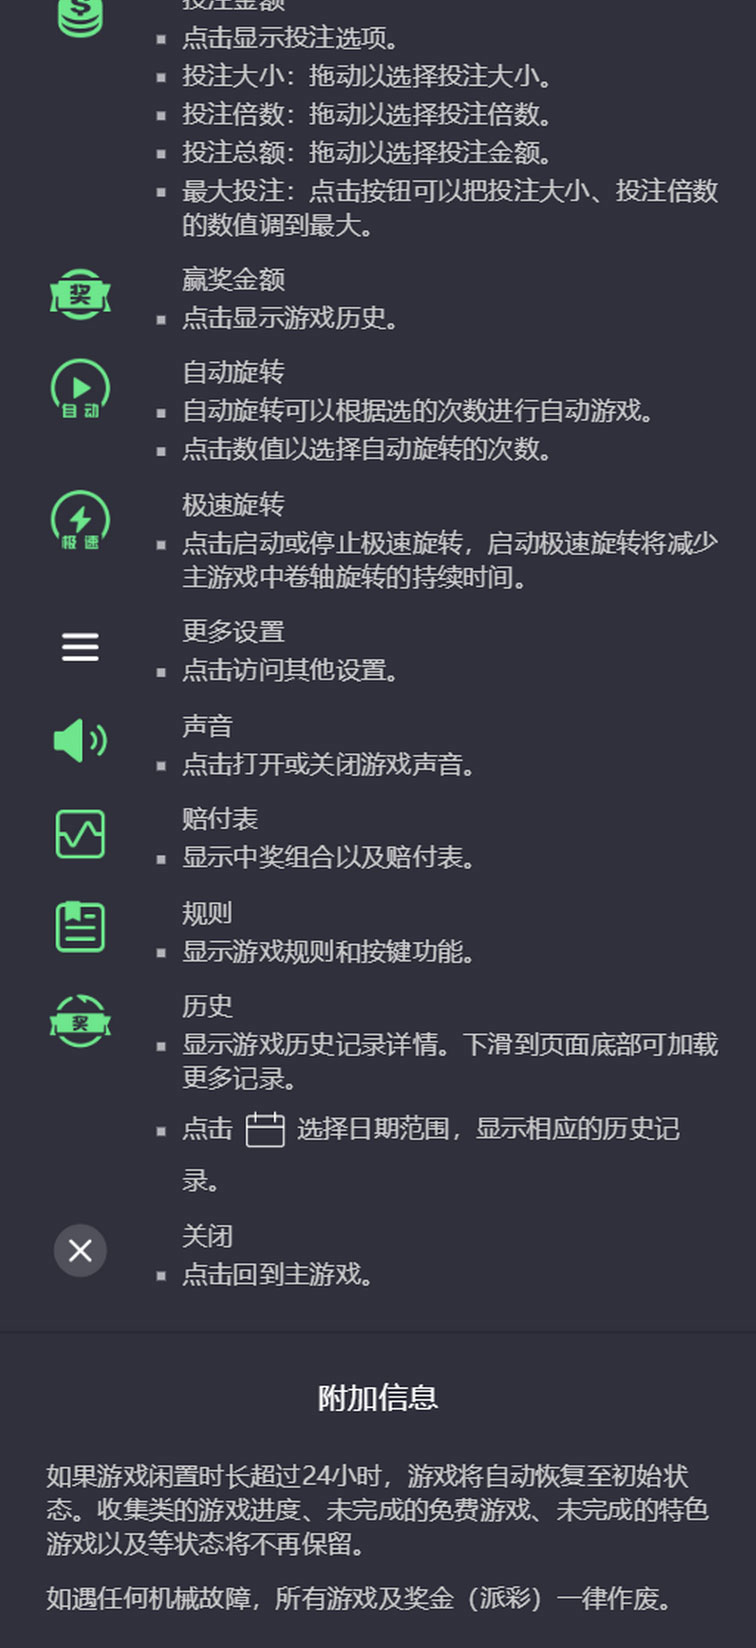 投注金额
点击显示投注选项。
投注大小：拖动以选择投注大小。
投注倍数：拖动以选择投注倍数。
投注总额：拖动以选择投注金额。
最大投注：点击按钮可以把投注大小、投注倍数
的数值调到最大。
奖
赢奖金额
点击显示游戏历史。
自动
自动旋转
自动旋转可以根据选的次数进行自动游戏。
点击数值以选择自动旋转的次数。
极速
极速旋转
点击启动或停止极速旋转，启动极速旋转将减少
主游戏中卷轴旋转的持续时间。
更多设置
点击访问其他设置。
声音
点击打开或关闭游戏声音。
赔付表
显示中奖组合以及赔付表。
规则
显示游戏规则和按键功能。
奖
历史
显示游戏历史记录详情。下滑到页面底部可加载
更多记录。
点击 选择日期范围，显示相应的历史记
录。
关闭
点击回到主游戏。
附加信息
如果游戏闲置时长超过24小时，游戏将自动恢复至初始状
态。收集类的游戏进度、未完成的免费游戏、未完成的特色
游戏以及等状态将不再保留。
如遇任何机械故障，所有游戏及奖金（派彩）一律作废。